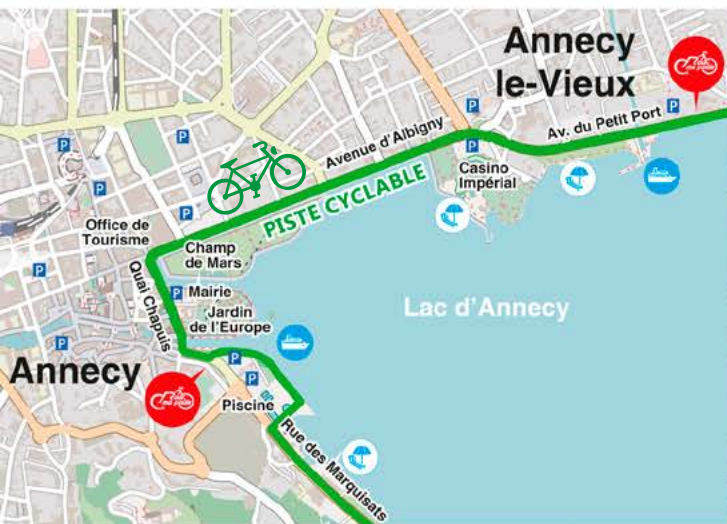 Annecy
le-Vieux
Av. du Petit Port
Avenue d'Albigny
Casino
Impérial
PISTE CYCLABLE
Office de
Tourisme
Champ
de Mars
Quai Chapuis
Mairie
Jardin
de l'Europe
Lac d'Annecy
Annecy
Piscine
Rue des Marquisats
P
P
P
P
P
P
P
P
P
P
P